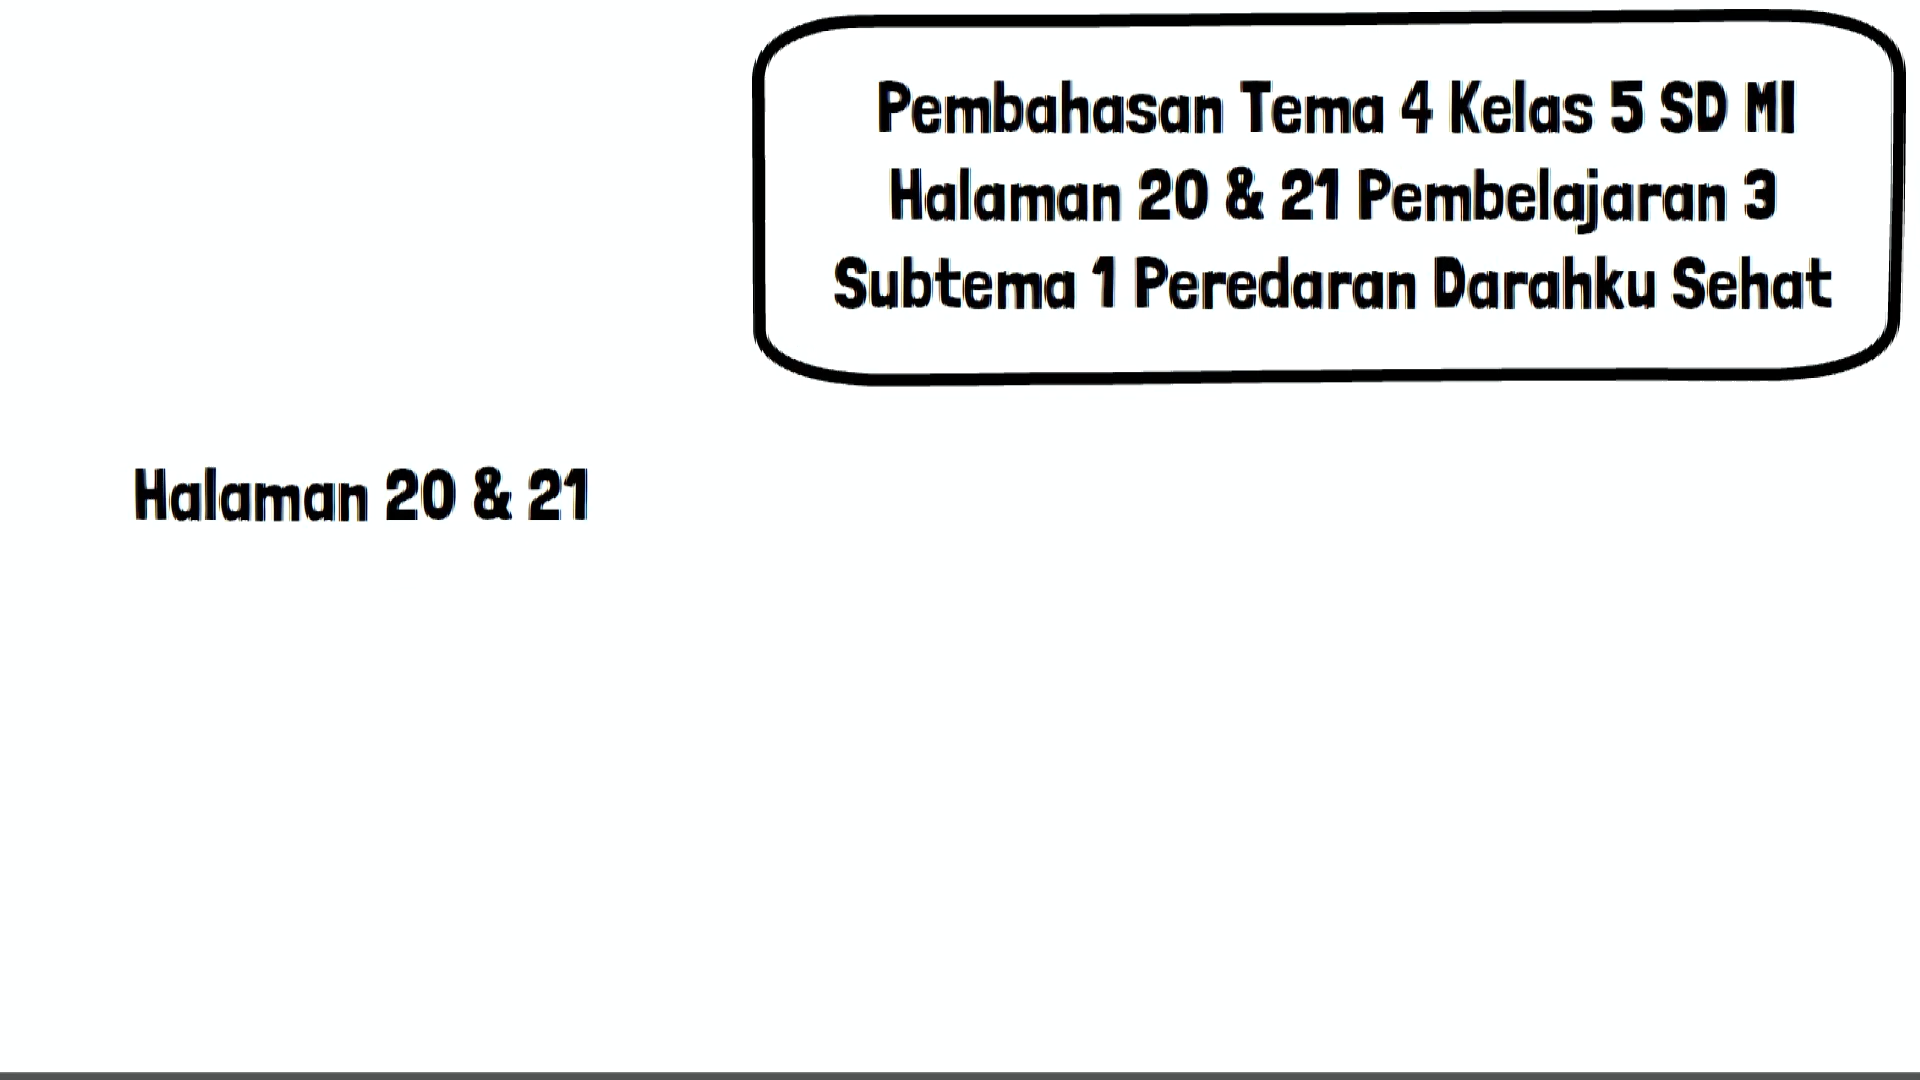 Pembahasan Tema 4 Kelas 5 SD MI
Halaman 20 & 21 Pembelajaran 3
Subtema 1 Peredaran Darahku Sehat
Halaman 20 & 21